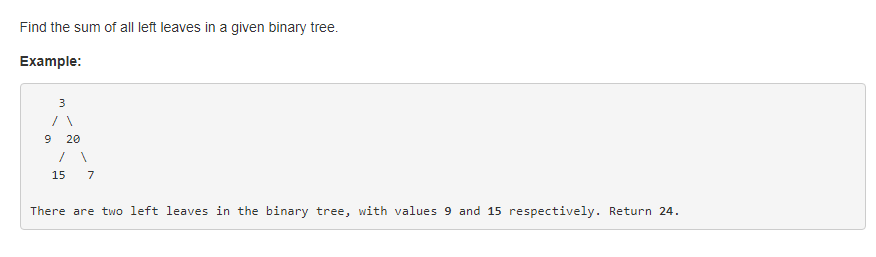 Find the sum of all left leaves in a given binary tree.
Example:
    3
   / \
  9  20
    /  \
   15   7
There are two left leaves in the binary tree, with values 9 and 15 respectively. Return 24.